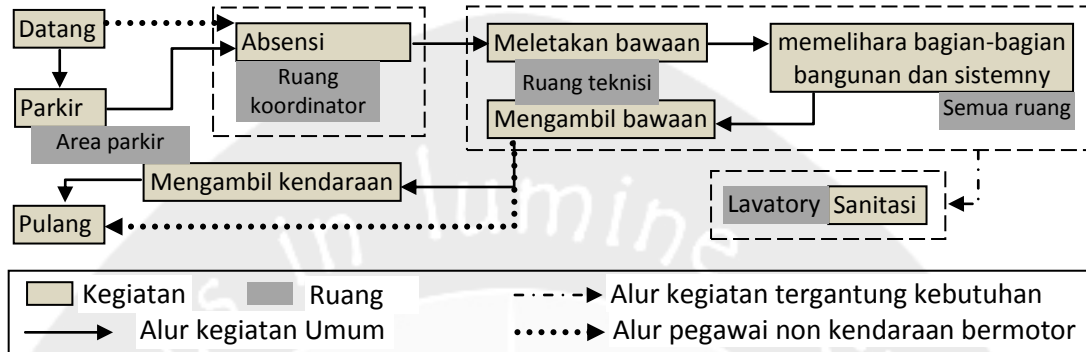 Datang
Absensi
Ruang
koordinator
Meletakan bawaan
Ruang teknisi
Mengambil bawaan
memelihara bagian-bagian
bangunan dan sistemny
Semua ruang
Parkir
Area parkir
Mengambil kendaraan
Pulang
Lavatory
Sanitasi
in lumine
Kegiatan
Ruang
Alur kegiatan tergantung kebutuhan
Alur kegiatan Umum
Alur pegawai non kendaraan bermotor